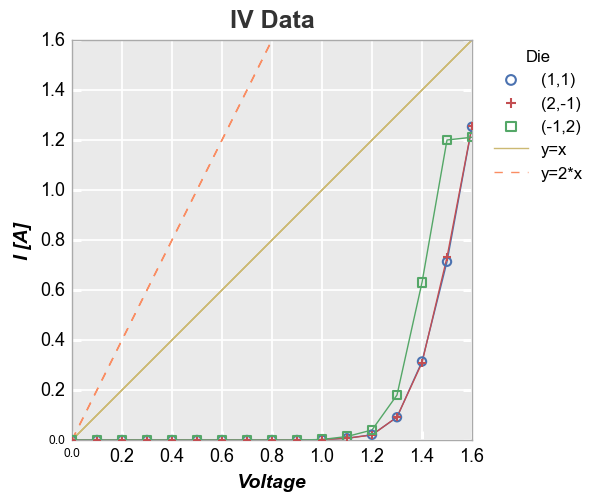 IV Data
1.6
1.4
1.2
1.0
0.8
0.6
0.4
0.2
0.0
I [A]
0.0 0.2 0.4 0.6 0.8 1.0 1.2 1.4 1.6
Voltage
Die
(1,1)
(2,-1)
(-1,2)
y=x
y=2*x